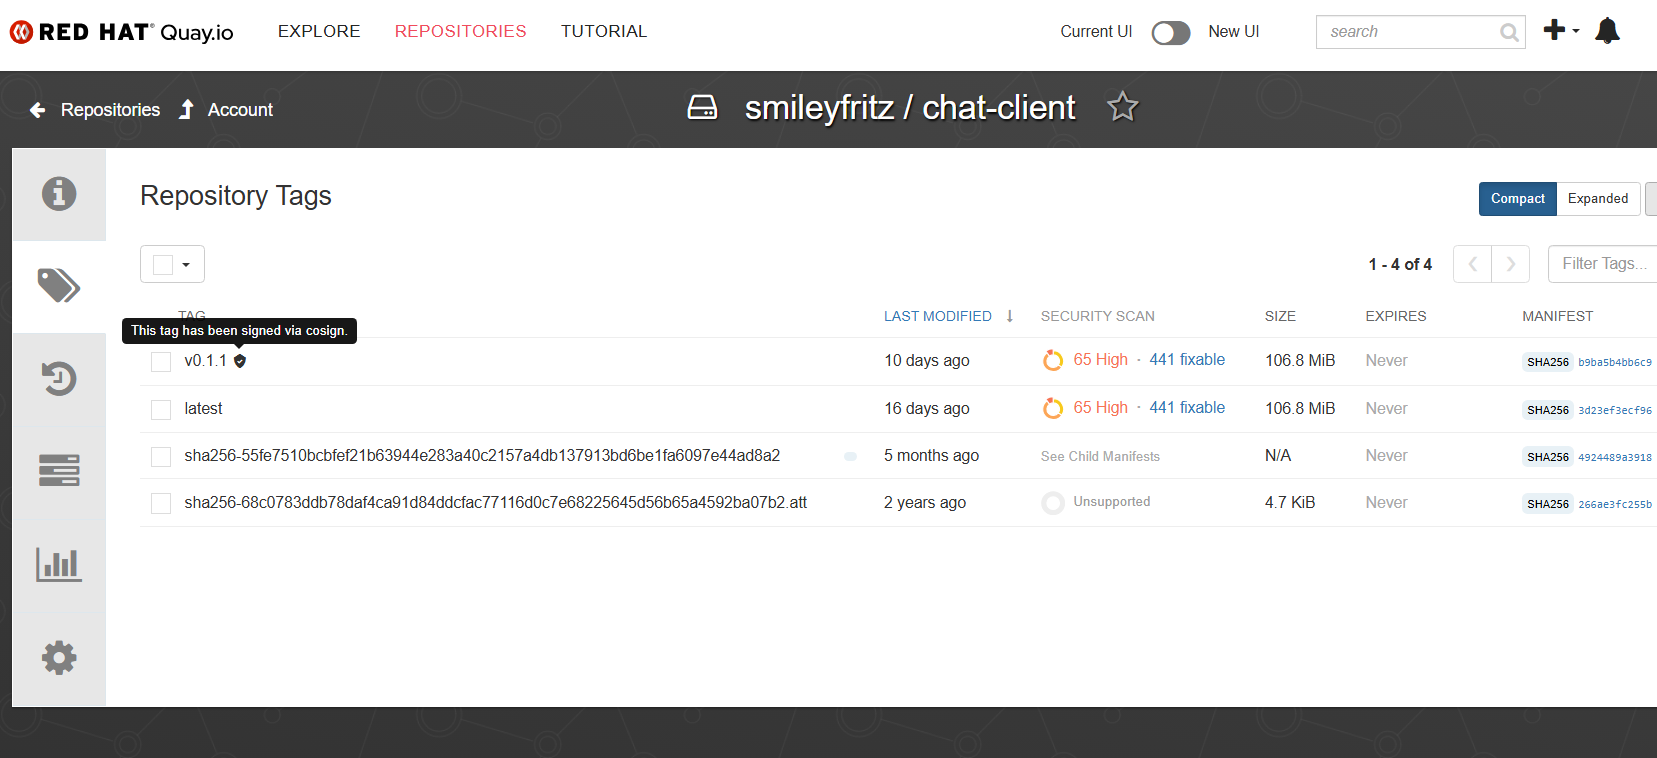 RED HAT® Quay.io EXPLORE REPOSITORIES TUTORIAL Current UI New UI search
Repositories Account smileyfritz / chat-client
Repository Tags Compact Expanded
1 - 4 of 4 Filter Tags...
TAG LAST MODIFIED SECURITY SCAN SIZE EXPIRES MANIFEST
This tag has been signed via cosign.
v0.1.1 10 days ago 65 High · 441 fixable 106.8 MiB Never SHA256 b9ba5b4bb6c9
latest 16 days ago 65 High · 441 fixable 106.8 MiB Never SHA256 3d23ef3ecf96
sha256-55fe7510bcbfef21b63944e283a40c2157a4db137913bd6be1fa6097e44ad8a2 5 months ago See Child Manifests N/A Never SHA256 4924489a3918
sha256-68c0783ddb78daf4ca91d84ddcfac77116d0c7e68225645d56b65a4592ba07b2.att 2 years ago Unsupported 4.7 KiB Never SHA256 266ae3fc255b